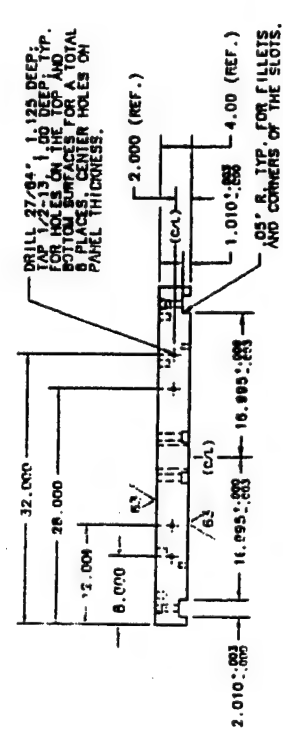 DRILL 27/64", 1.125 DEEP;
TAP 1/2-13, 1.00 DEEP, TYP.
FOR HOLES ON THE TOP AND
BOTTOM SURFACES FOR A TOTAL
8 PLACES. CENTER HOLES ON
PANEL THICKNESS.
32.000
28.000
12.000
8.000
63
63
2.000 (REF.)
4.00 (REF.)
(C/L)
1.010
.05" R. TYP. FOR FILLETS
AND CORNERS OF THE SLOTS.
(C/L)
16.995
16.995
2.010